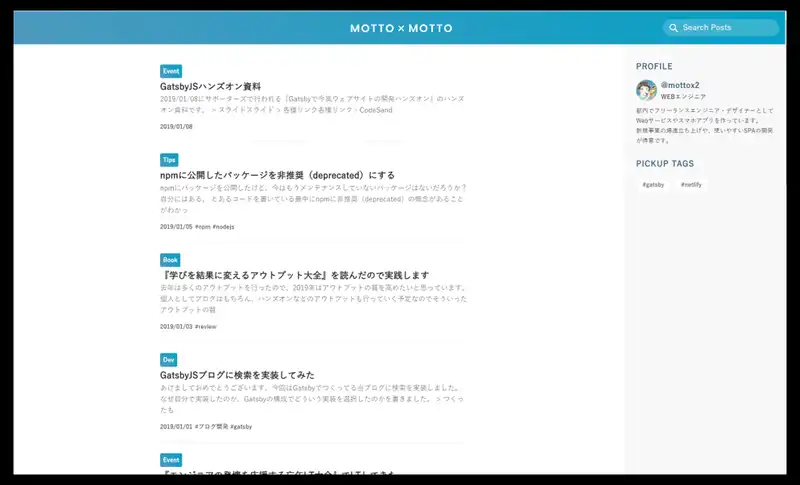 MOTTO × MOTTO
Search Posts
Event
GatsbyJSハンズオン資料
2019/01/08にサポーターズで行われる「Gatsbyで今風ウェブサイトの開発ハンズオン」のハンズ
オン資料です。 > スライドスライド > 各種リンク各種リンク・CodeSand
2019/01/08
Tips
npmに公開したパッケージを非推奨（deprecated）にする
npmにパッケージを公開したけど、今はもうメンテナンスしていないパッケージはないだろうか？
自分にはある。 とあるコードを書いている最中にnpmに非推奨（deprecated）の概念があること
がわかっ
2019/01/05 #npm #nodejs
Book
『学びを結果に変えるアウトプット大全』を読んだので実践します
去年は多くのアウトプットを行ったので、2019年はアウトプットの質を高めたいと思っています。
個人としてブログはもちろん、ハンズオンなどのアウトプットも行っていく予定なのでそういった
アウトプットの質
2019/01/03 #review
Dev
GatsbyJSブログに検索を実装してみた
あけましておめでとうございます。今回はGatsbyでつくってる当ブログに検索を実装しました。
なぜ自分で実装したのか、Gatsbyの構成でどういう実装を選択したのかを書きました。 > つくっ
たも
2019/01/01 #ブログ開発 #gatsby
Event
PROFILE
@mottox2
WEBエンジニア
都内でフリーランスエンジニア・デザイナーとして
Webサービスやスマホアプリを作っています。
新規事業の爆速立ち上げや、使いやすいSPAの開発
が得意です。
PICKUP TAGS
#gatsby #netlify